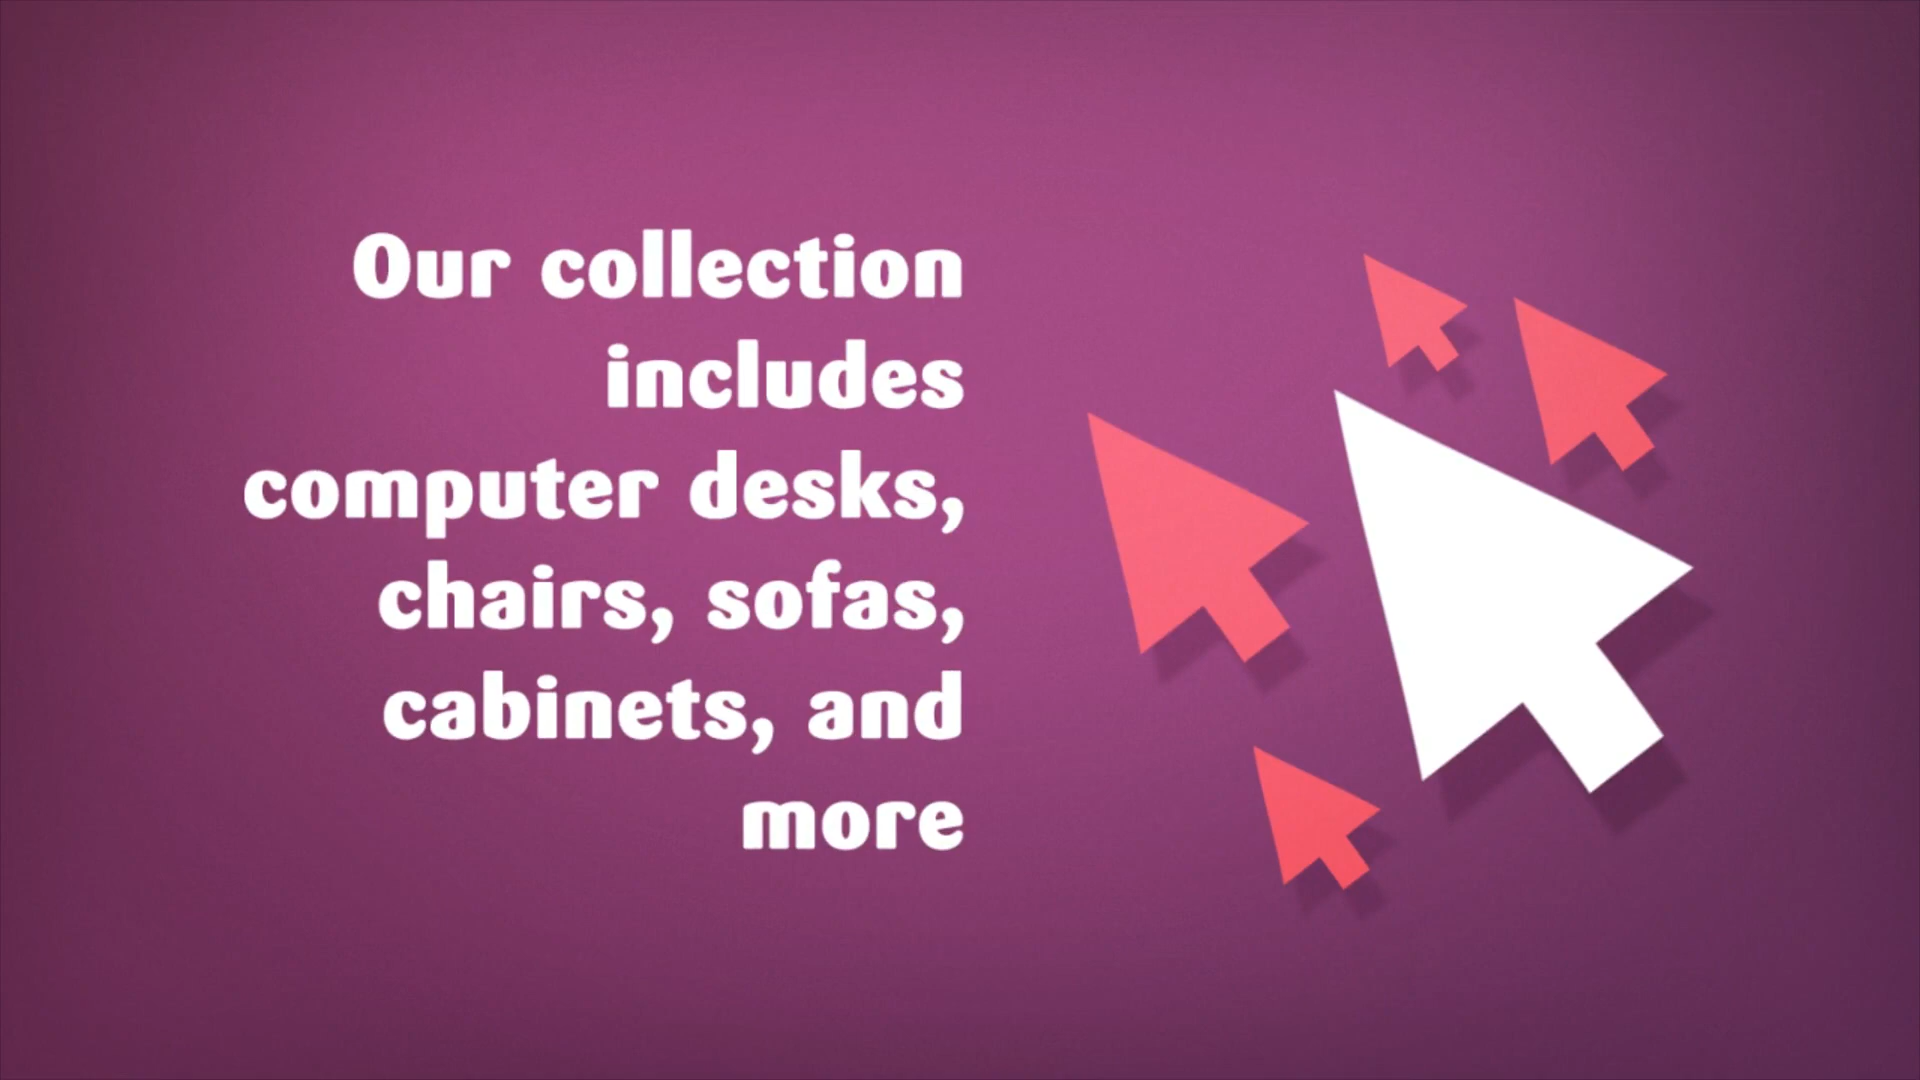 Our collection
includes
computer desks,
chairs, sofas,
cabinets, and
more